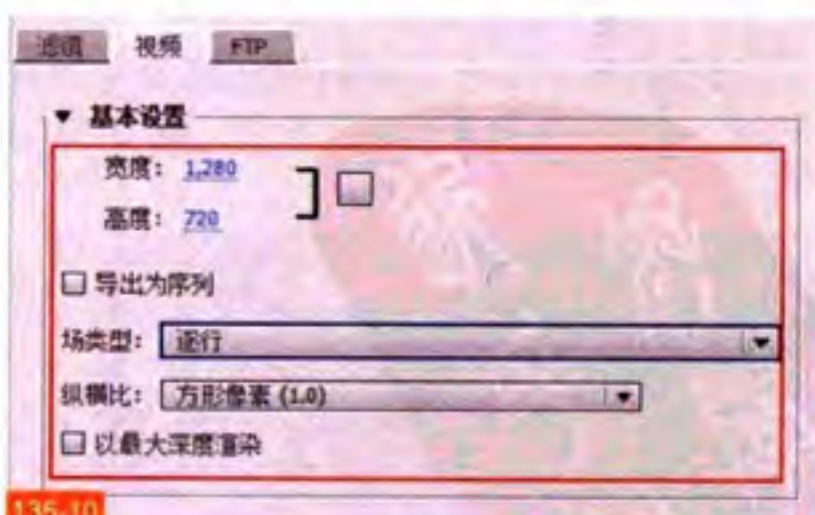 滤镜 视频 FTP
▼ 基本设置
宽度： 1,280
高度： 720
导出为序列
场类型： 逐行
纵横比： 方形像素 (1.0)
以最大深度渲染
136-10